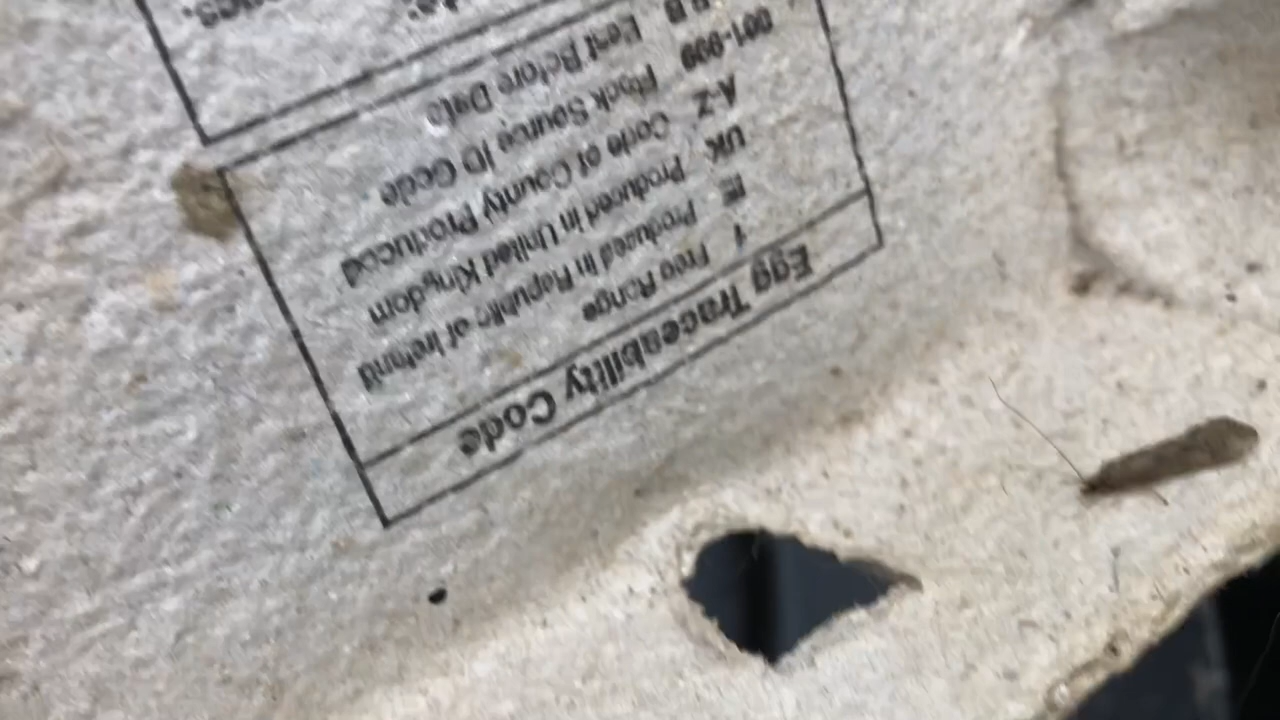 Egg Traceability Code
1 Free Range
IE Produced in Republic of Ireland
UK Produced in United Kingdom
A-Z Code of County Produced
001-999 Flock Source ID Code
B.B Best Before Date